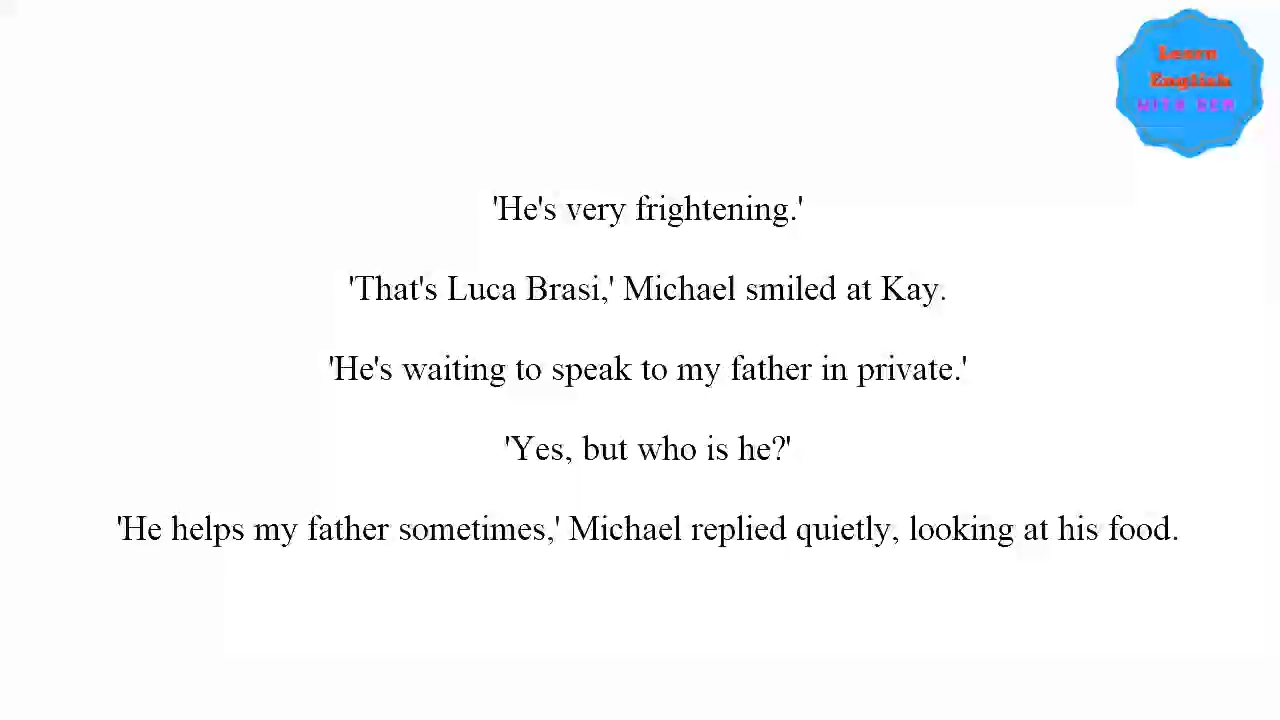 Learn
English
WITH
'He's very frightening.'
'That's Luca Brasi,' Michael smiled at Kay.
'He's waiting to speak to my father in private.'
'Yes, but who is he?'
'He helps my father sometimes,' Michael replied quietly, looking at his food.